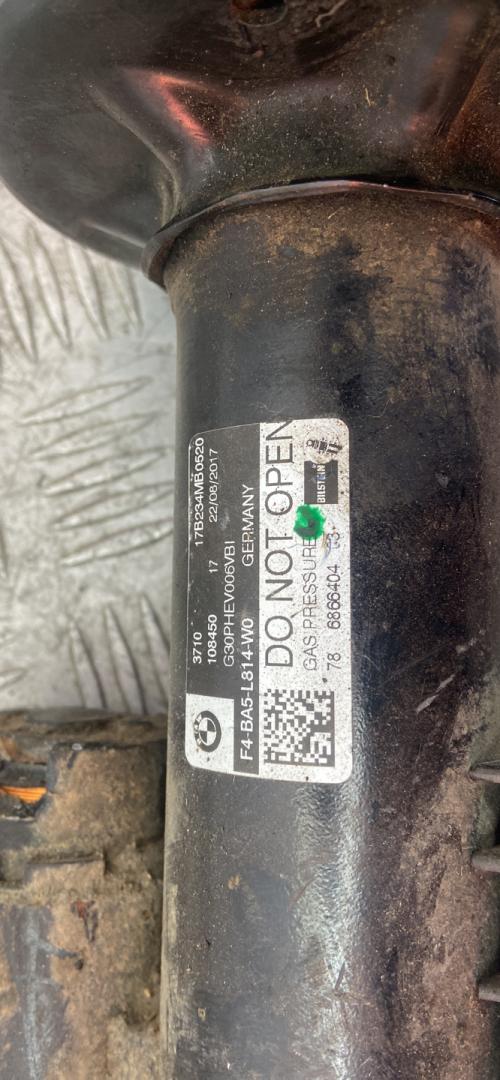 3710 17B234MB0520
108450 17 22/08/2017
G30PHEV006VBI
GERMANY
F4-BA5-L814-W0
DO NOT OPEN
GAS PRESSURE
BILSTEIN
78 6866404